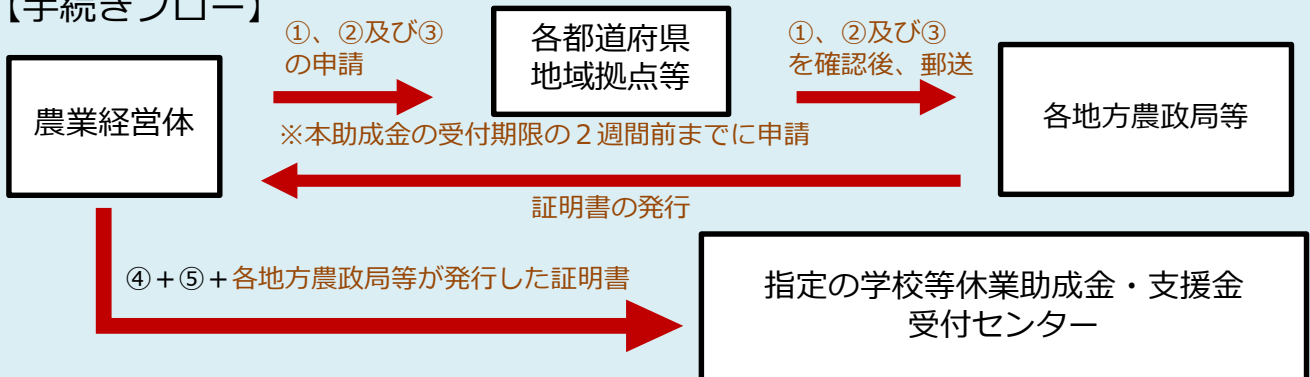 【手続きフロー】
①、②及び③
の申請
各都道府県
地域拠点等
①、②及び③
を確認後、郵送
農業経営体
各地方農政局等
※本助成金の受付期限の２週間前までに申請
証明書の発行
④＋⑤＋各地方農政局等が発行した証明書
指定の学校等休業助成金・支援金
受付センター